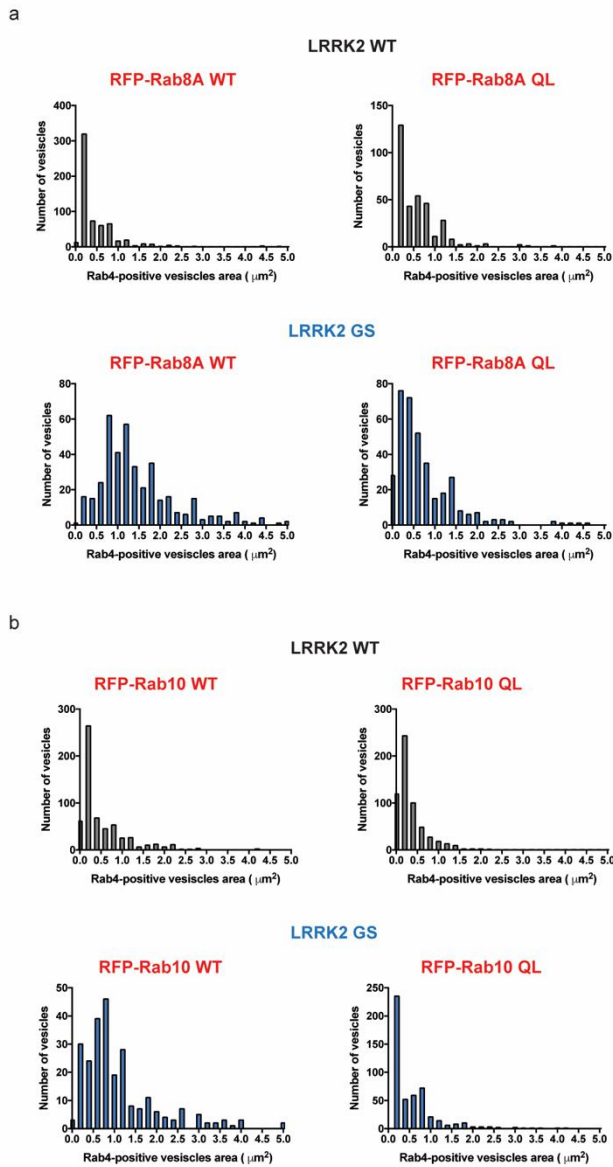 a
LRRK2 WT
RFP-Rab8A WT
Number of vesiscles
400
300
200
100
0
0.0 0.5 1.0 1.5 2.0 2.5 3.0 3.5 4.0 4.5 5.0
Rab4-positive vesiscles area ( μm²)
RFP-Rab8A QL
Number of vesiscles
150
100
50
0
0.0 0.5 1.0 1.5 2.0 2.5 3.0 3.5 4.0 4.5 5.0
Rab4-positive vesiscles area ( μm²)
LRRK2 GS
RFP-Rab8A WT
Number of vesicles
80
60
40
20
0
0.0 0.5 1.0 1.5 2.0 2.5 3.0 3.5 4.0 4.5 5.0
Rab4-positive vesiscles area ( μm²)
RFP-Rab8A QL
Number of vesicles
80
60
40
20
0
0.0 0.5 1.0 1.5 2.0 2.5 3.0 3.5 4.0 4.5 5.0
Rab4-positive vesiscles area ( μm²)
b
LRRK2 WT
RFP-Rab10 WT
Number of vesicles
300
200
100
0
0.0 0.5 1.0 1.5 2.0 2.5 3.0 3.5 4.0 4.5 5.0
Rab4-positive vesiscles area ( μm²)
RFP-Rab10 QL
Number of vesicles
300
200
100
0
0.0 0.5 1.0 1.5 2.0 2.5 3.0 3.5 4.0 4.5 5.0
Rab4-positive vesiscles area ( μm²)
LRRK2 GS
RFP-Rab10 WT
Number of vesicles
50
40
30
20
10
0
0.0 0.5 1.0 1.5 2.0 2.5 3.0 3.5 4.0 4.5 5.0
Rab4-positive vesiscles area ( μm²)
RFP-Rab10 QL
Number of vesicles
250
200
150
100
50
0
0.0 0.5 1.0 1.5 2.0 2.5 3.0 3.5 4.0 4.5 5.0
Rab4-positive vesiscles area ( μm²)